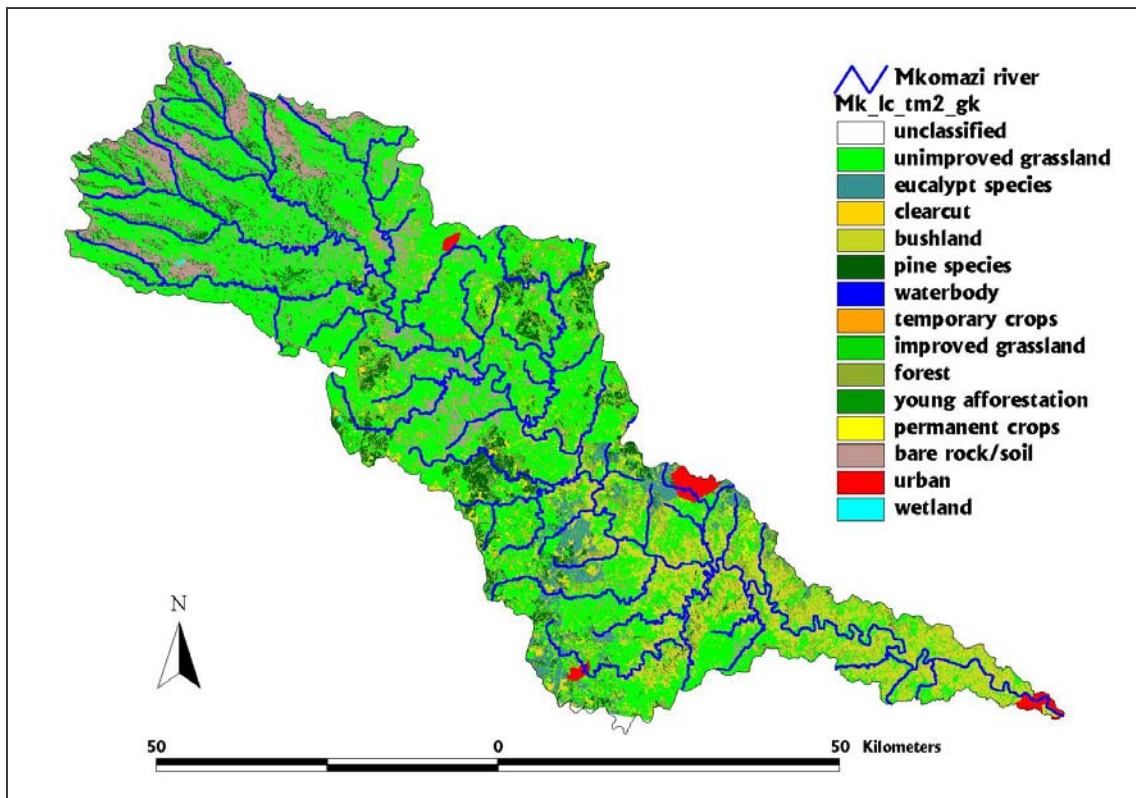 Mkomazi river
Mk_lc_tm2_gk
unclassified
unimproved grassland
eucalypt species
clearcut
bushland
pine species
waterbody
temporary crops
improved grassland
forest
young afforestation
permanent crops
bare rock/soil
urban
wetland
N
50 0 50 Kilometers